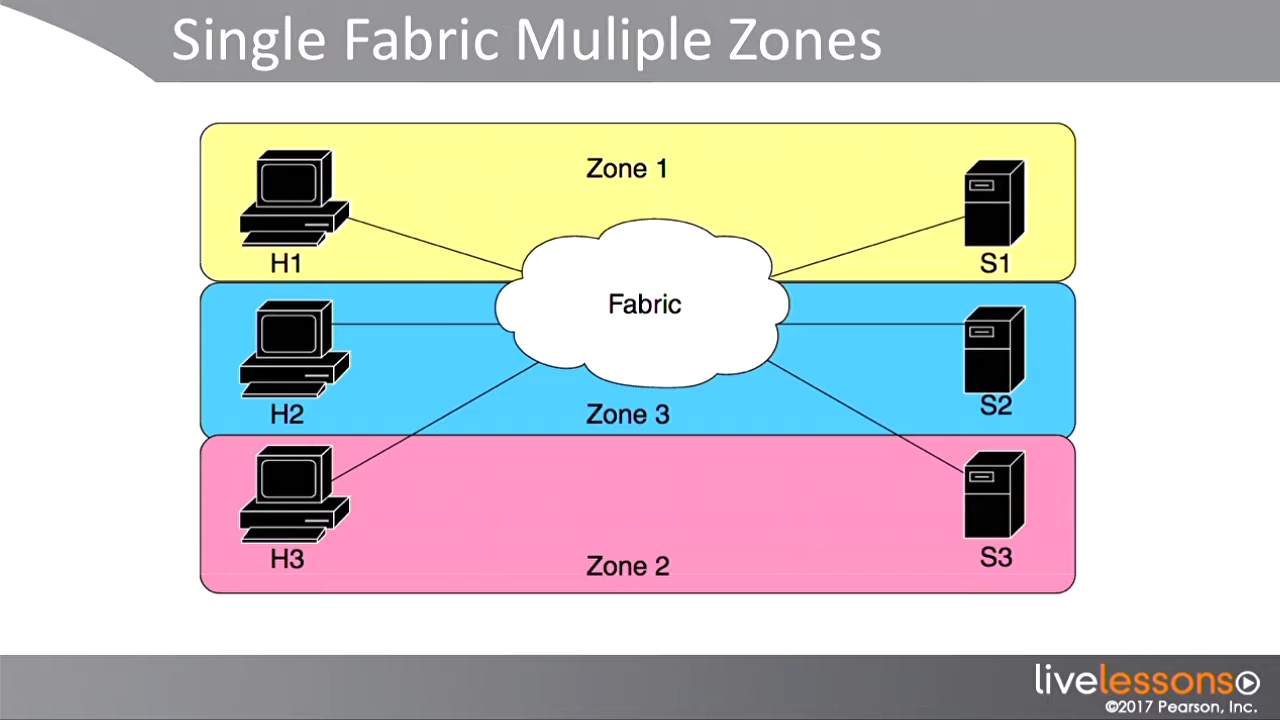 Single Fabric Muliple Zones
Zone 1
H1
S1
Fabric
H2
Zone 3
S2
H3
Zone 2
S3
livelessons
©2017 Pearson, Inc.